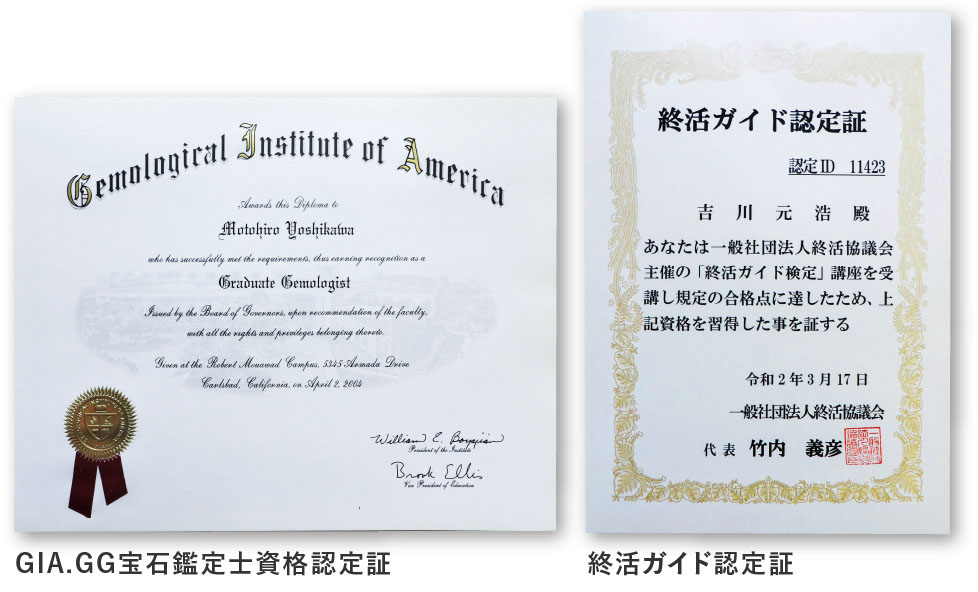 Gemological Institute of America
Awards this Diploma to
Motohiro Yoshikawa
who has successfully met the requirements, thus earning recognition as a
Graduate Gemologist
Issued by the Board of Governors, upon recommendation of the faculty,
with all the rights and privileges belonging thereto.
Given at the Robert Mouawad Campus, 5345 Armada Drive
Carlsbad, California, on April 2, 2004
William E. Boyajian
President of the Institute
Brook Ellis
Vice President of Education
GIA.GG宝石鑑定士資格認定証
終活ガイド認定証
認定ID 11423
吉川元浩殿
あなたは一般社団法人終活協議会
主催の「終活ガイド検定」講座を受
講し規定の合格点に達したため、上
記資格を習得した事を証する
令和2年3月17日
一般社団法人終活協議会
代表 竹内 義彦
終活ガイド認定証